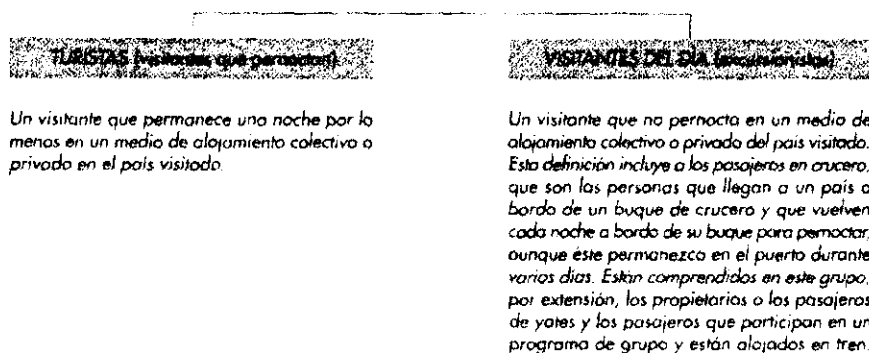 TURISTAS (visitantes que pernoctan)
Un visitante que permanece una noche por lo
menos en un medio de alojamiento colectivo o
privado en el país visitado.
VISITANTES DEL DÍA (excursionistas)
Un visitante que no pernocta en un medio de
alojamiento colectivo o privado del país visitado.
Esta definición incluye a los pasajeros en crucero,
que son las personas que llegan a un país a
bordo de un buque de crucero y que vuelven
cada noche a bordo de su buque para pernoctar,
aunque éste permanezca en el puerto durante
varios días. Están comprendidos en este grupo,
por extensión, los propietarios o los pasajeros
de yates y los pasajeros que participan en un
programa de grupo y están alojados en tren.